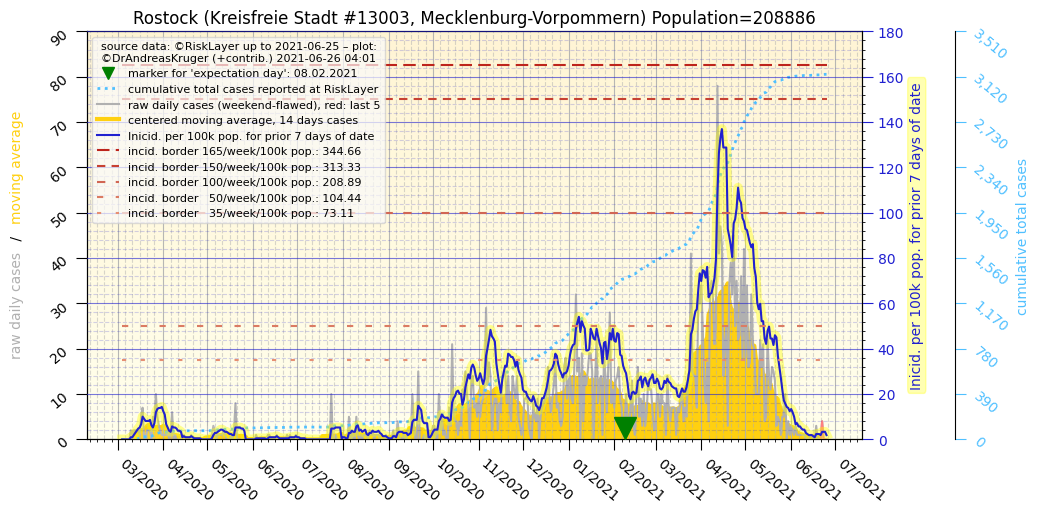 Rostock (Kreisfreie Stadt #13003, Mecklenburg-Vorpommern) Population=208886
source data: ©RiskLayer up to 2021-06-25 – plot:
©DrAndreasKruger (+contrib.) 2021-06-26 04:01
marker for 'expectation day': 08.02.2021
cumulative total cases reported at RiskLayer
raw daily cases (weekend-flawed), red: last 5
centered moving average, 14 days cases
Inicid. per 100k pop. for prior 7 days of date
incid. border 165/week/100k pop.: 344.66
incid. border 150/week/100k pop.: 313.33
incid. border 100/week/100k pop.: 208.89
incid. border   50/week/100k pop.: 104.44
incid. border   35/week/100k pop.: 73.11
raw daily cases / moving average
90
80
70
60
50
40
30
20
10
0
03/2020
04/2020
05/2020
06/2020
07/2020
08/2020
09/2020
10/2020
11/2020
12/2020
01/2021
02/2021
03/2021
04/2021
05/2021
06/2021
07/2021
180
160
140
120
100
80
60
40
20
0
Inicid. per 100k pop. for prior 7 days of date
3,510
3,120
2,730
2,340
1,950
1,560
1,170
780
390
0
cumulative total cases